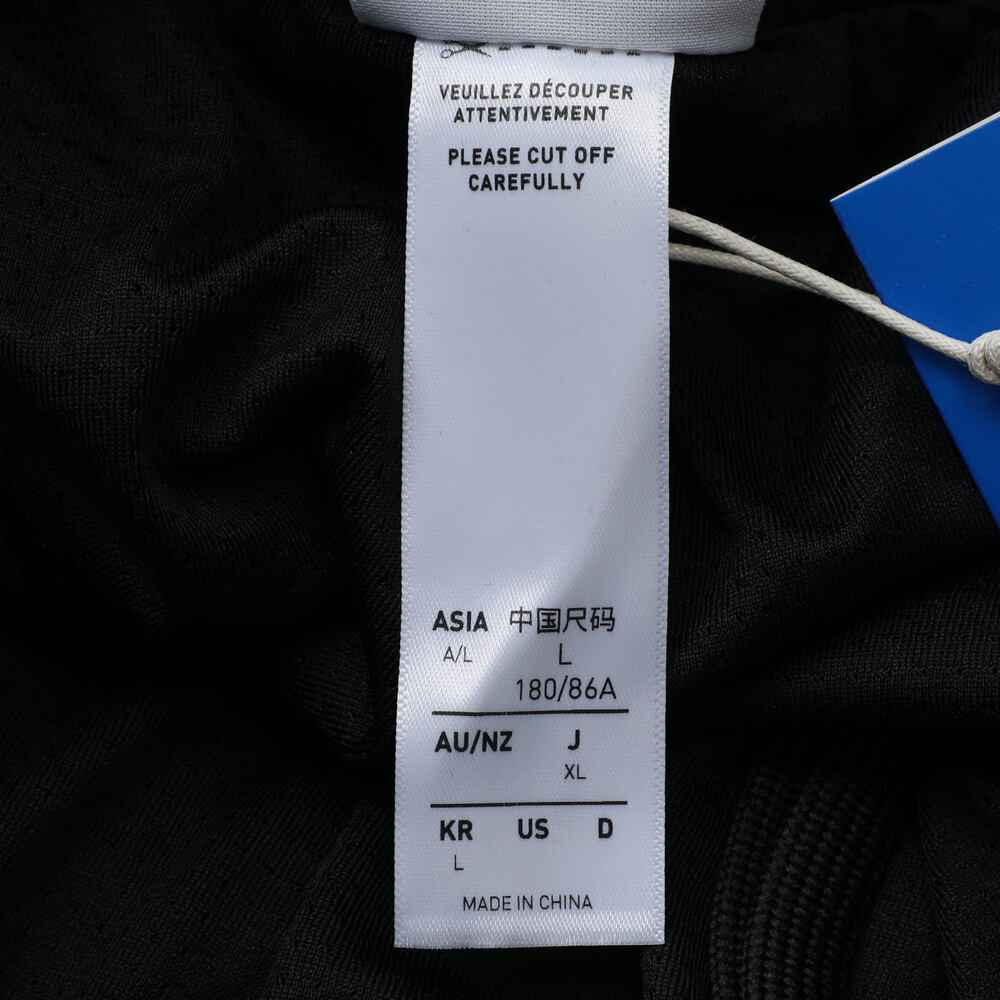 VEUILLEZ DÉCOUPER
ATTENTIVEMENT
PLEASE CUT OFF
CAREFULLY
ASIA 中国尺码
A/L L
180/86A
AU/NZ J
XL
KR US D
L
MADE IN CHINA